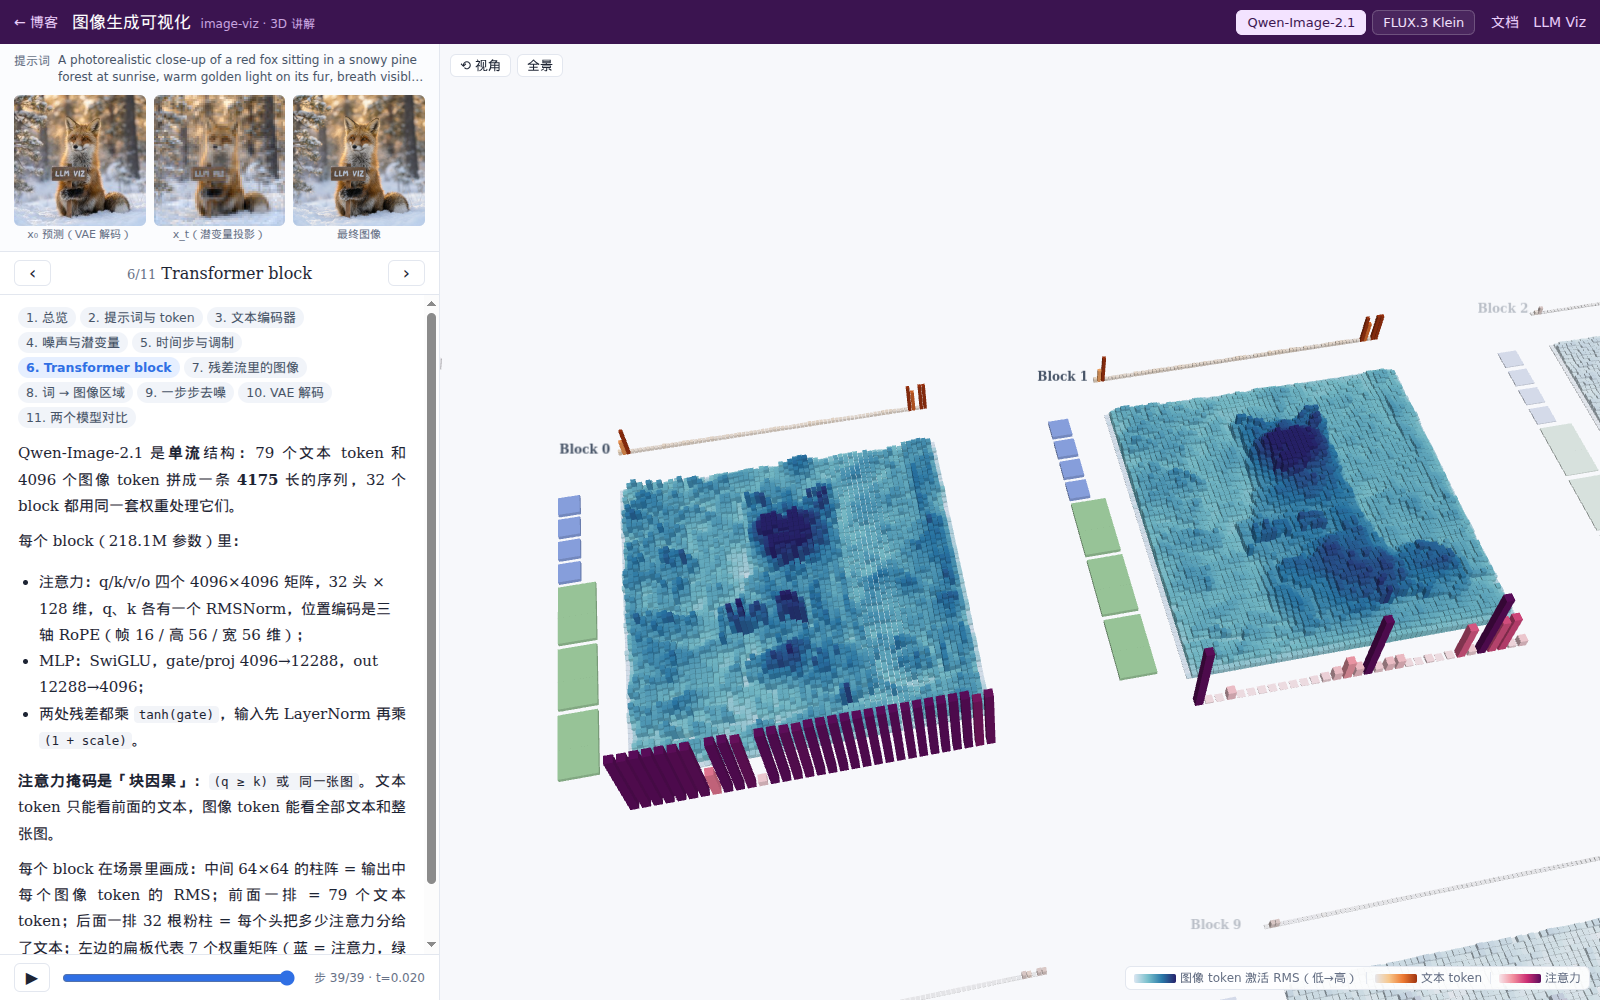 ← 博客 图像生成可视化 image-viz · 3D 讲解
Qwen-Image-2.1 FLUX.3 Klein 文档 LLM Viz
提示词 A photorealistic close-up of a red fox sitting in a snowy pine
forest at sunrise, warm golden light on its fur, breath visibl...
LLM VIZ
LLM VIZ
LLM VIZ
x₀ 预测（VAE 解码） x_t（潜变量投影） 最终图像
‹ 6/11 Transformer block ›
1. 总览 2. 提示词与 token 3. 文本编码器
4. 噪声与潜变量 5. 时间步与调制
6. Transformer block 7. 残差流里的图像
8. 词 → 图像区域 9. 一步步去噪 10. VAE 解码
11. 两个模型对比
Qwen-Image-2.1 是单流结构：79 个文本 token 和
4096 个图像 token 拼成一条 4175 长的序列，32 个
block 都用同一套权重处理它们。
每个 block（218.1M 参数）里：
• 注意力：q/k/v/o 四个 4096×4096 矩阵，32 头 ×
128 维，q、k 各有一个 RMSNorm，位置编码是三
轴 RoPE（帧 16 / 高 56 / 宽 56 维）；
• MLP：SwiGLU，gate/proj 4096→12288，out
12288→4096；
• 两处残差都乘 tanh(gate)，输入先 LayerNorm 再乘
(1 + scale)。
注意力掩码是「块因果」：(q ≥ k) 或 同一张图。文本
token 只能看前面的文本，图像 token 能看全部文本和整
张图。
每个 block 在场景里画成：中间 64×64 的柱阵 = 输出中
每个图像 token 的 RMS；前面一排 = 79 个文本
token；后面一排 32 根粉柱 = 每个头把多少注意力分给
了文本；左边的扁板代表 7 个权重矩阵（蓝 = 注意力，绿
▶ 步 39/39 · t=0.020
⟲ 视角 全景
Block 0
Block 1
Block 2
Block 9
图像 token 激活 RMS（低→高） 文本 token 注意力